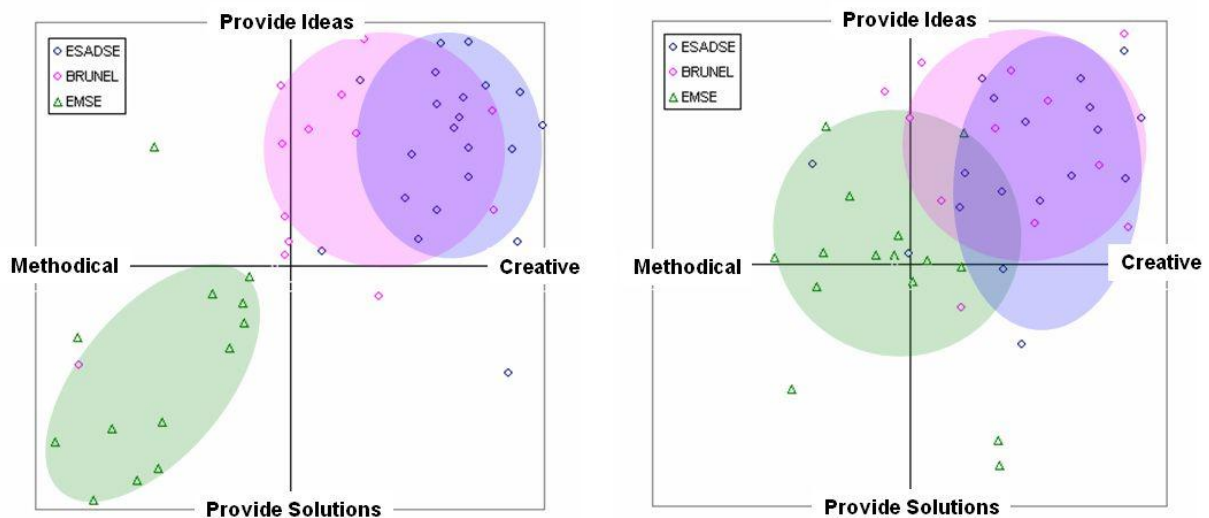 Provide Ideas
ESADSE
BRUNEL
EMSE
Methodical
Creative
Provide Solutions
Provide Ideas
ESADSE
BRUNEL
EMSE
Methodical
Creative
Provide Solutions